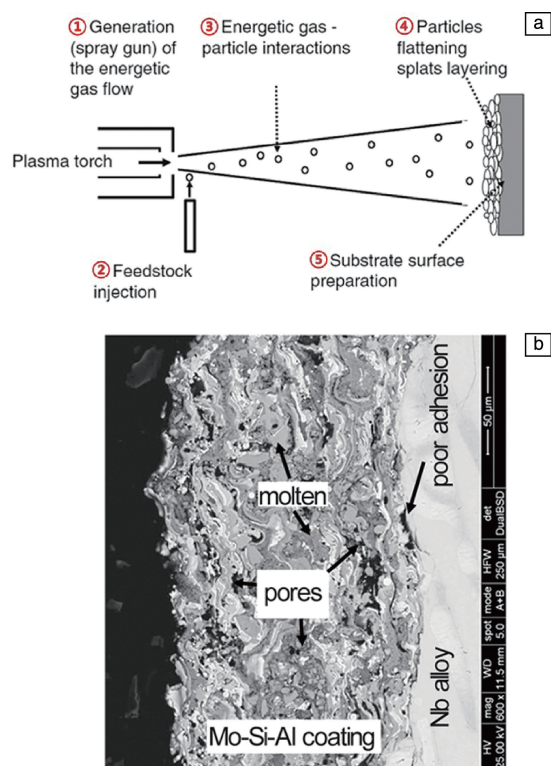 a
① Generation
(spray gun) of
the energetic
gas flow
③ Energetic gas -
particle interactions
④ Particles
flattening
splats layering
Plasma torch
② Feedstock
injection
⑤ Substrate surface
preparation
b
molten
pores
Mo-Si-Al coating
poor adhesion
Nb alloy
50 µm
HV mag WD spot mode HFW det
25.00 kV 600 x 11.5 mm 5.0 A+B 250 µm DualBSD